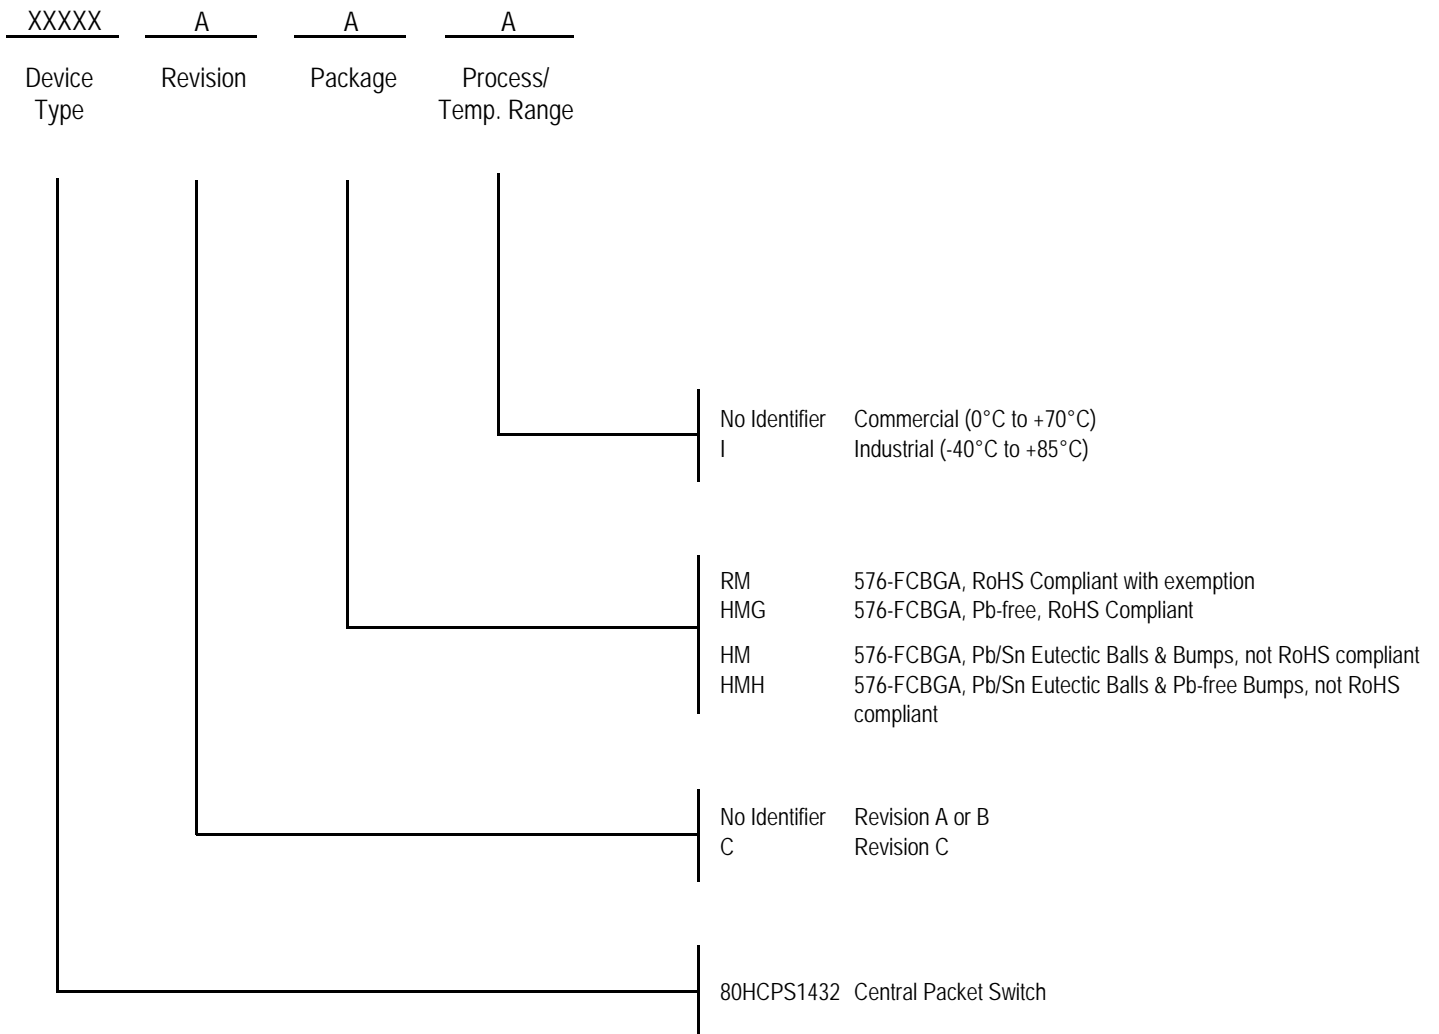 XXXXX A A A
Device Type Revision Package Process/ Temp. Range
No Identifier Commercial (0°C to +70°C)
I Industrial (-40°C to +85°C)
RM 576-FCBGA, RoHS Compliant with exemption
HMG 576-FCBGA, Pb-free, RoHS Compliant
HM 576-FCBGA, Pb/Sn Eutectic Balls & Bumps, not RoHS compliant
HMH 576-FCBGA, Pb/Sn Eutectic Balls & Pb-free Bumps, not RoHS
compliant
No Identifier Revision A or B
C Revision C
80HCPS1432 Central Packet Switch